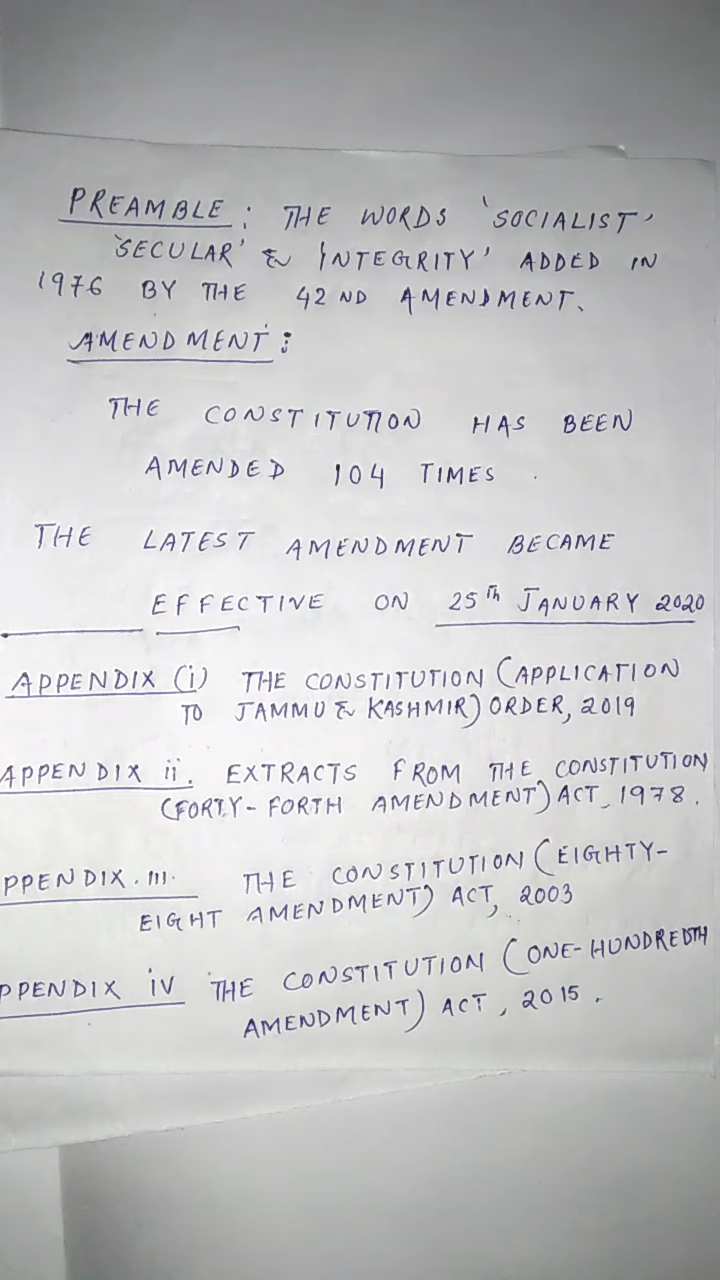 PREAMBLE: THE WORDS 'SOCIALIST'
'SECULAR' & 'INTEGRITY' ADDED IN
1976 BY THE 42ND AMENDMENT.
AMENDMENT:
THE CONSTITUTION HAS BEEN
AMENDED 104 TIMES.
THE LATEST AMENDMENT BECAME
EFFECTIVE ON 25Th JANUARY 2020
APPENDIX (i) THE CONSTITUTION (APPLICATION
TO JAMMU & KASHMIR) ORDER, 2019
APPENDIX ii. EXTRACTS FROM THE CONSTITUTION
(FORTY-FORTH AMENDMENT) ACT, 1978.
PPENDIX.III. THE CONSTITUTION (EIGHTY-
EIGHT AMENDMENT) ACT, 2003
PPENDIX iV THE CONSTITUTION (ONE-HUNDREDTH
AMENDMENT) ACT, 2015.